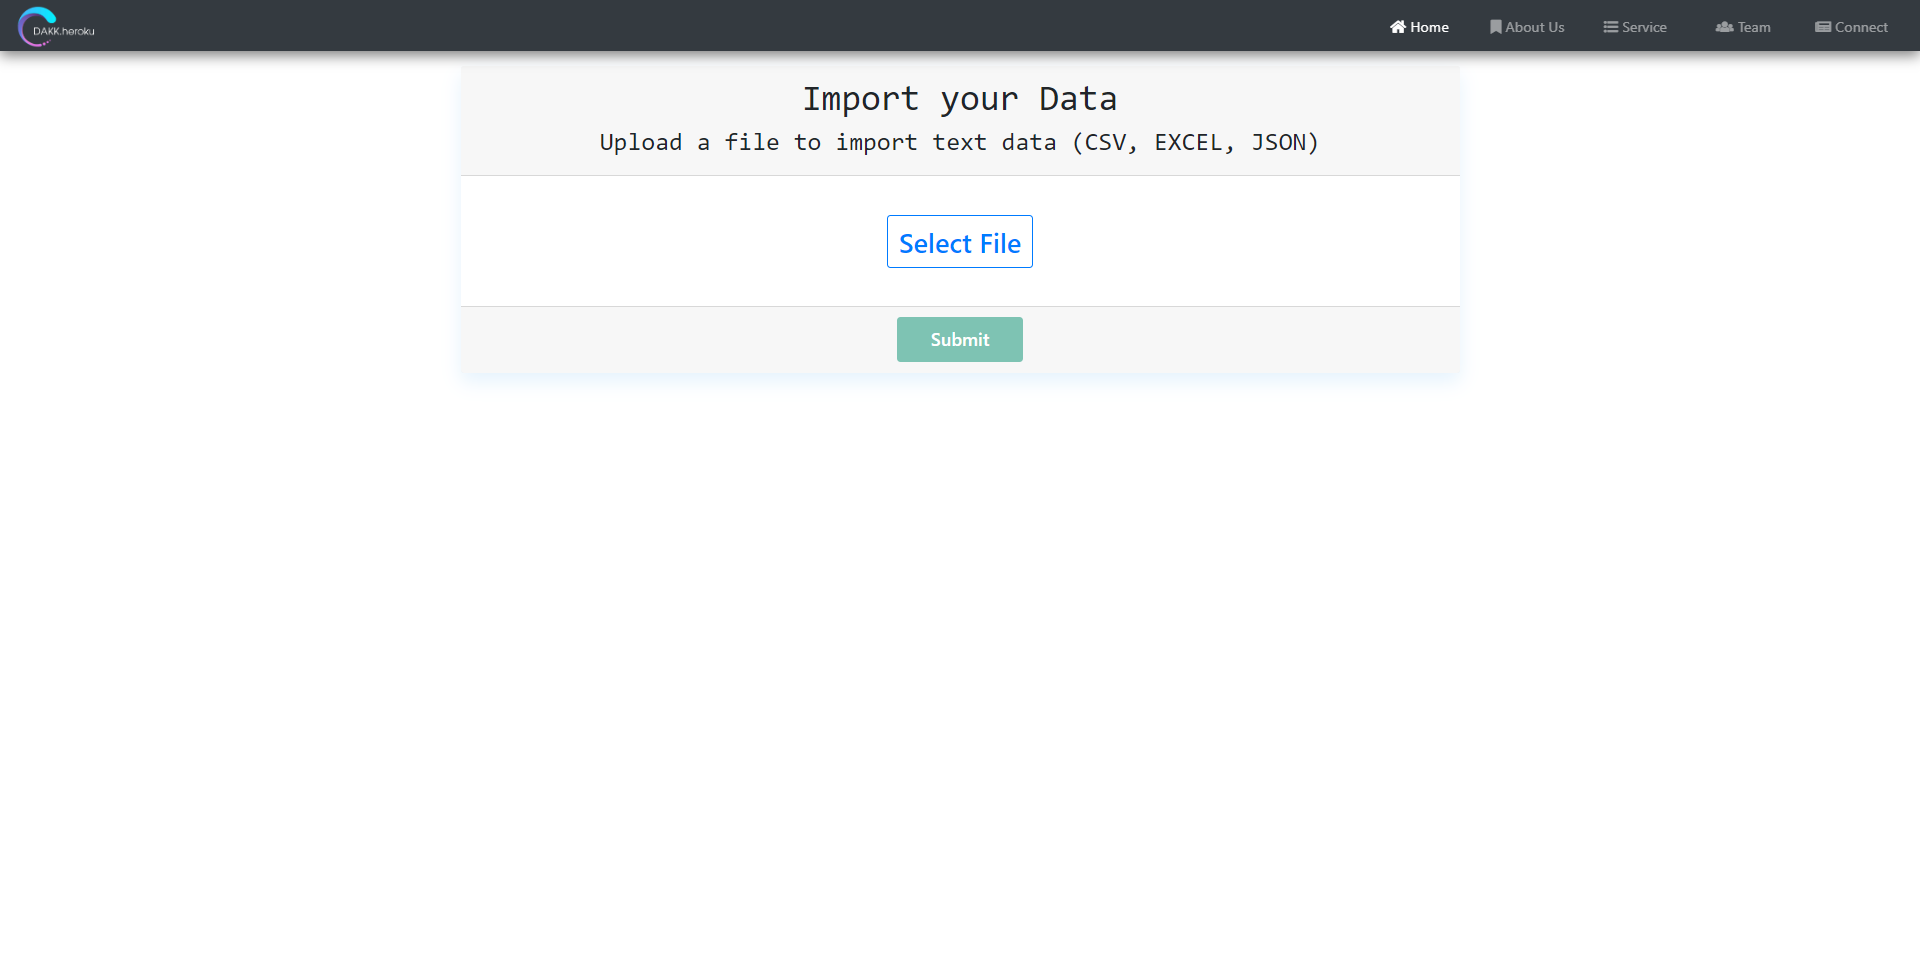 DAKK.heroku
Home
About Us
Service
Team
Connect
Import your Data
Upload a file to import text data (CSV, EXCEL, JSON)
Select File
Submit